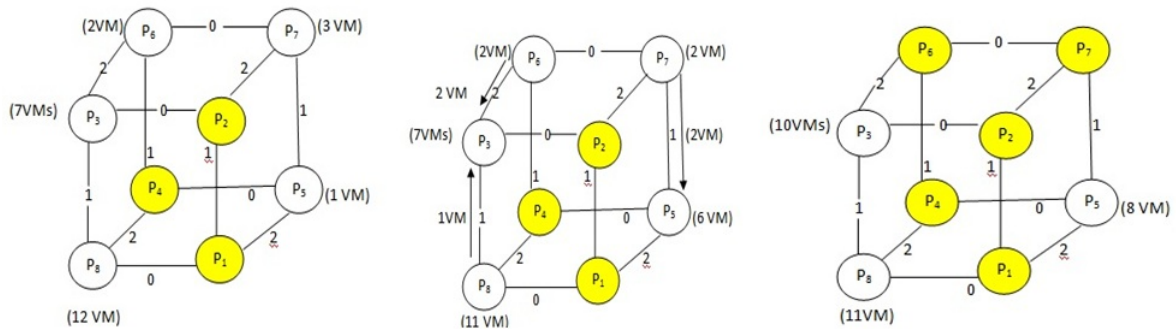 (2VM) P6 0 P7 (3 VM)
2 2
(7VMs) P3 0 P2 1
1 1
P4 0 P5 (1 VM)
1 2 2
P8 0 P1
(12 VM)
(2VM) P6 0 P7 (2 VM)
2 VM 2 2
(7VMs) P3 0 P2 1 (2VM)
1 1
1VM 1 P4 0 P5 (6 VM)
2 2
P8 0 P1
(11 VM)
P6 0 P7
2 2
(10VMs) P3 0 P2 1
1 1
1 P4 0 P5 (8 VM)
2 2
P8 0 P1
(11VM)